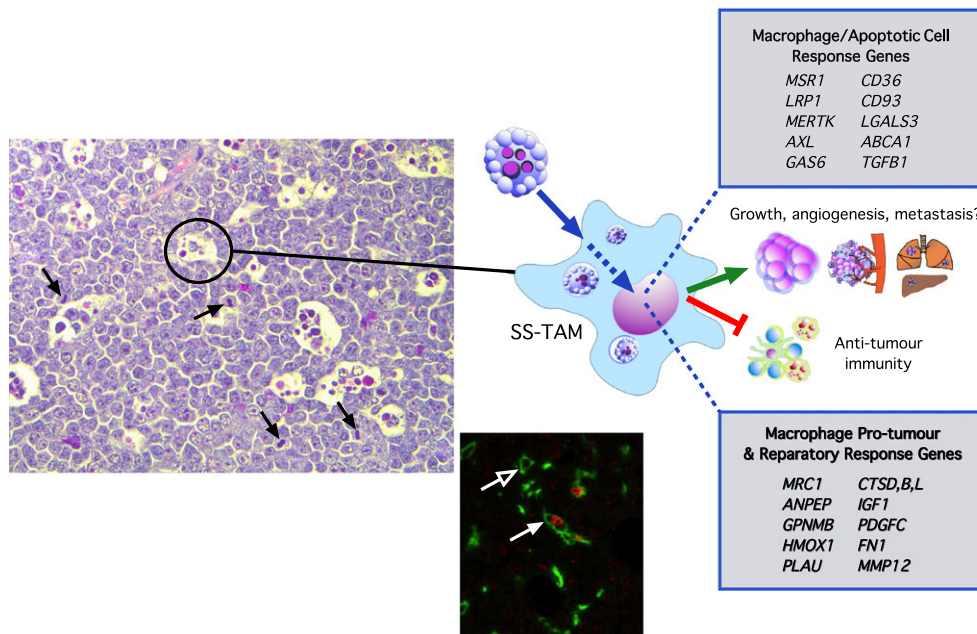 Macrophage/Apoptotic Cell
Response Genes
MSR1 CD36
LRP1 CD93
MERTK LGALS3
AXL ABCA1
GAS6 TGFB1
Growth, angiogenesis, metastasis?
SS-TAM
Anti-tumour
immunity
Macrophage Pro-tumour
& Reparatory Response Genes
MRC1 CTSD,B,L
ANPEP IGF1
GPNMB PDGFC
HMOX1 FN1
PLAU MMP12